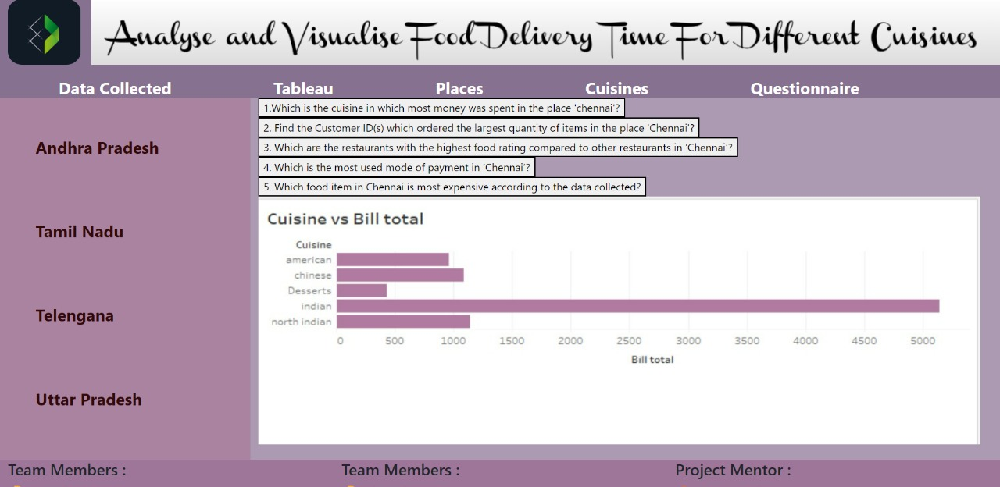 Analyse and Visualise Food Delivery Time For Different Cuisines
Data Collected Tableau Places Cuisines Questionnaire
Andhra Pradesh
Tamil Nadu
Telengana
Uttar Pradesh
1.Which is the cuisine in which most money was spent in the place 'chennai'?
2. Find the Customer ID(s) which ordered the largest quantity of items in the place 'Chennai'?
3. Which are the restaurants with the highest food rating compared to other restaurants in 'Chennai'?
4. Which is the most used mode of payment in 'Chennai'?
5. Which food item in Chennai is most expensive according to the data collected?
Cuisine vs Bill total
Cuisine
american
chinese
Desserts
indian
north indian
0 500 1000 1500 2000 2500 3000 3500 4000 4500 5000
Bill total
Team Members : Team Members : Project Mentor :